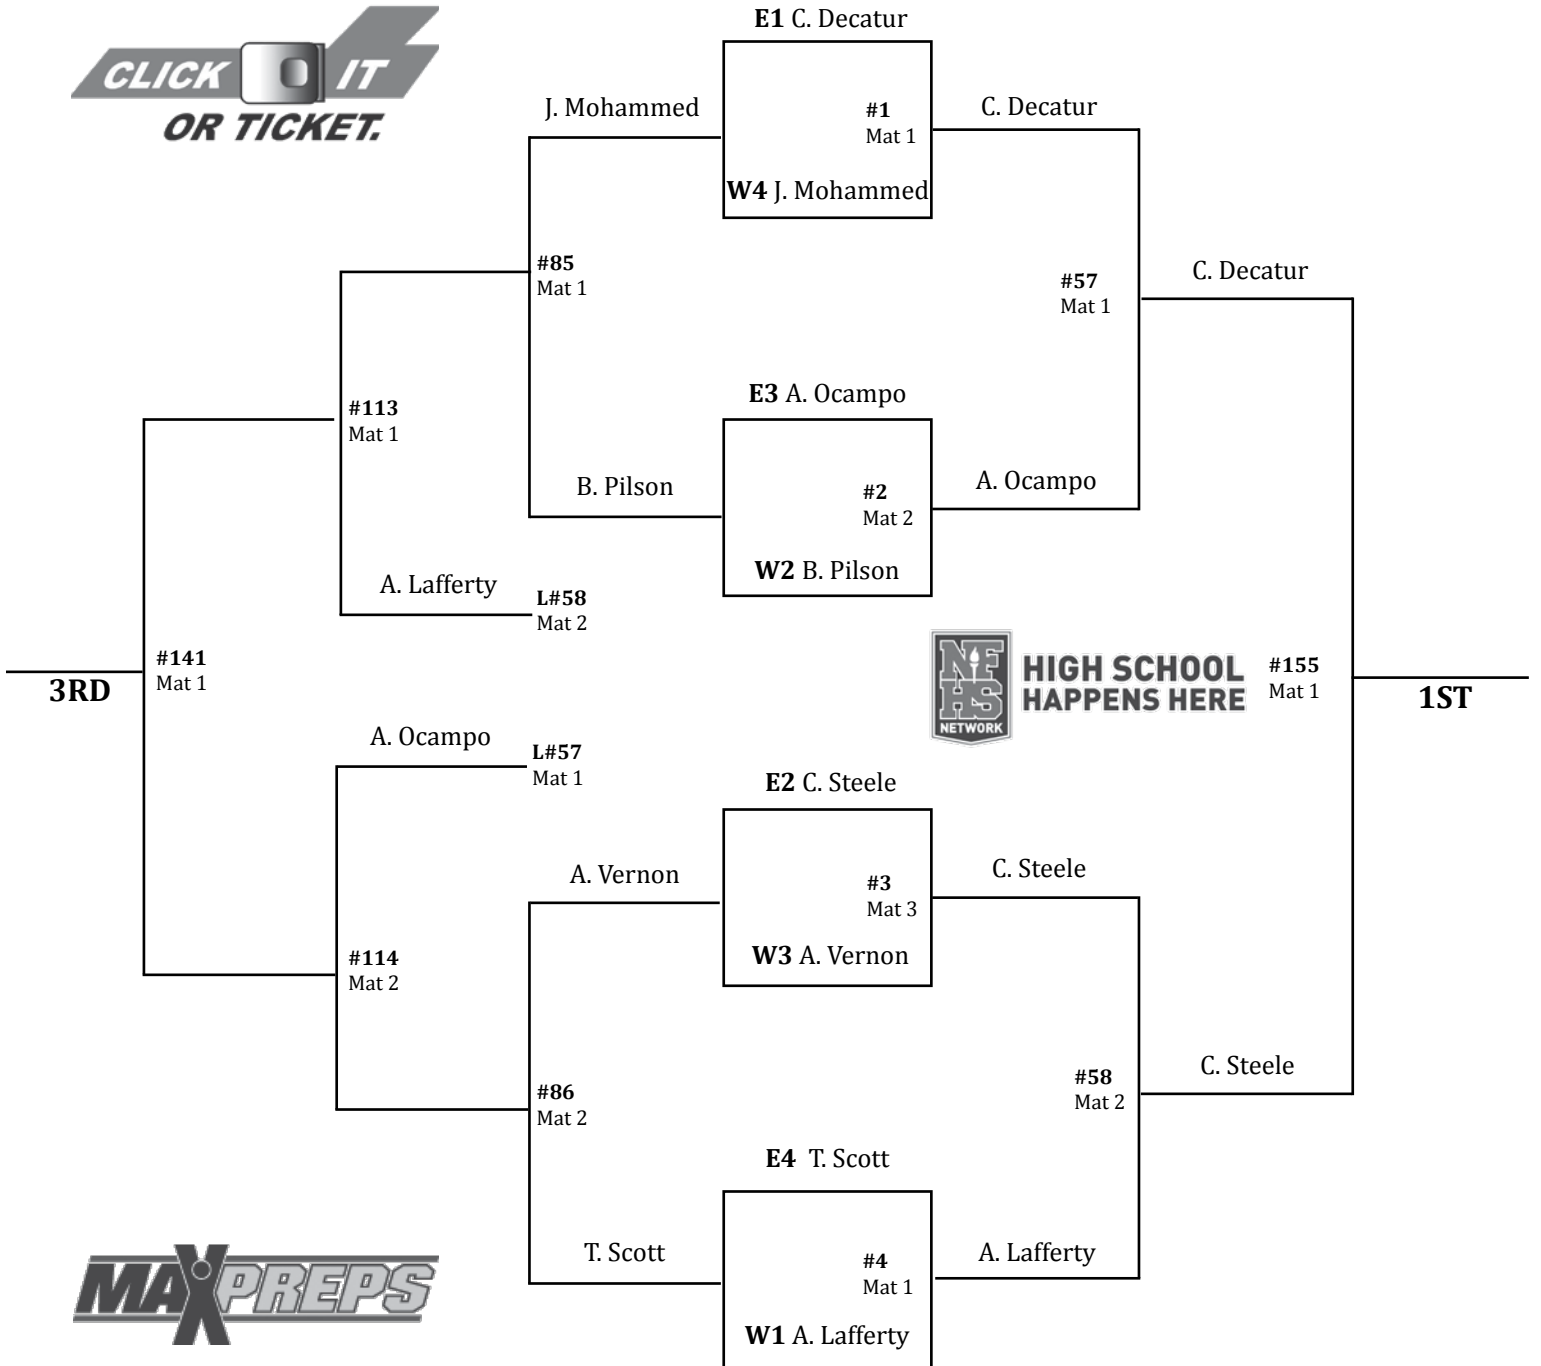 E1 C. Decatur
CLICK IT
OR TICKET.
J. Mohammed
#1
Mat 1
C. Decatur
W4 J. Mohammed
#85
Mat 1
#57
Mat 1
C. Decatur
E3 A. Ocampo
#113
Mat 1
B. Pilson
#2
Mat 2
A. Ocampo
W2 B. Pilson
A. Lafferty
L#58
Mat 2
3RD
#141
Mat 1
NF
HS
NETWORK
HIGH SCHOOL
HAPPENS HERE
#155
Mat 1
1ST
A. Ocampo
L#57
Mat 1
E2 C. Steele
A. Vernon
#3
Mat 3
C. Steele
W3 A. Vernon
#114
Mat 2
#86
Mat 2
#58
Mat 2
C. Steele
E4 T. Scott
T. Scott
#4
Mat 1
A. Lafferty
W1 A. Lafferty
MAXPREPS